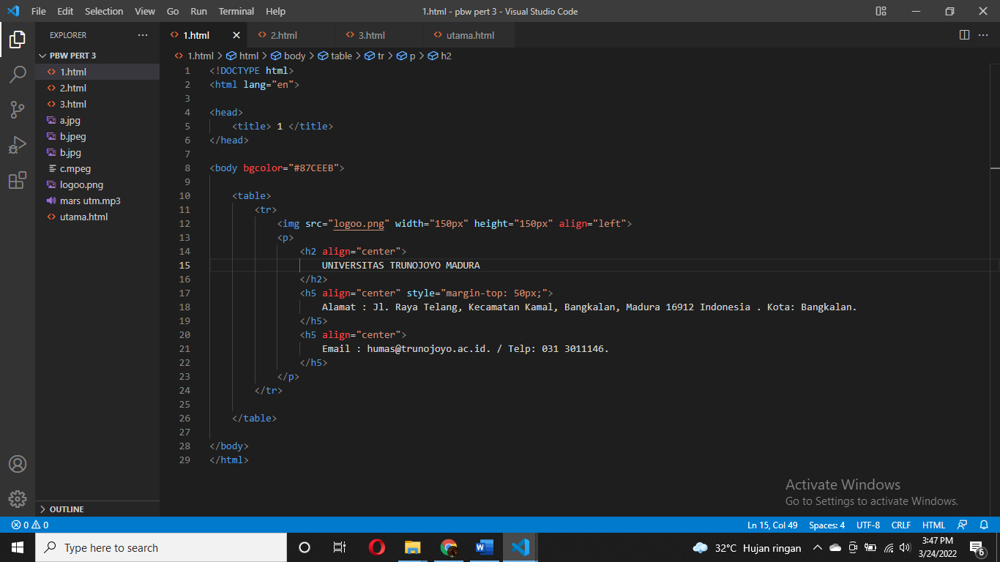 File Edit Selection View Go Run Terminal Help 1.html - pbw pert 3 - Visual Studio Code
EXPLORER ···
1.html 2.html 3.html utama.html
PBW PERT 3
1.html > html > body > table > tr > p > h2
1.html
2.html
3.html
a.jpg
b.jpeg
b.jpg
c.mpeg
logoo.png
mars utm.mp3
utama.html
OUTLINE
1 <!DOCTYPE html>
2 <html lang="en">
3
4 <head>
5     <title> 1 </title>
6 </head>
7
8 <body bgcolor="#87CEEB">
9
10     <table>
11         <tr>
12             <img src="logoo.png" width="150px" height="150px" align="left">
13             <p>
14                 <h2 align="center">
15                     UNIVERSITAS TRUNOJOYO MADURA
16                 </h2>
17                 <h5 align="center" style="margin-top: 50px;">
18                     Alamat : Jl. Raya Telang, Kecamatan Kamal, Bangkalan, Madura 16912 Indonesia . Kota: Bangkalan.
19                 </h5>
20                 <h5 align="center">
21                     Email : humas@trunojoyo.ac.id. / Telp: 031 3011146.
22                 </h5>
23             </p>
24         </tr>
25
26     </table>
27
28 </body>
29 </html>
Activate Windows
Go to Settings to activate Windows.
0 0 Ln 15, Col 49 Spaces: 4 UTF-8 CRLF HTML
Type here to search
32°C Hujan ringan
3:47 PM
3/24/2022
6